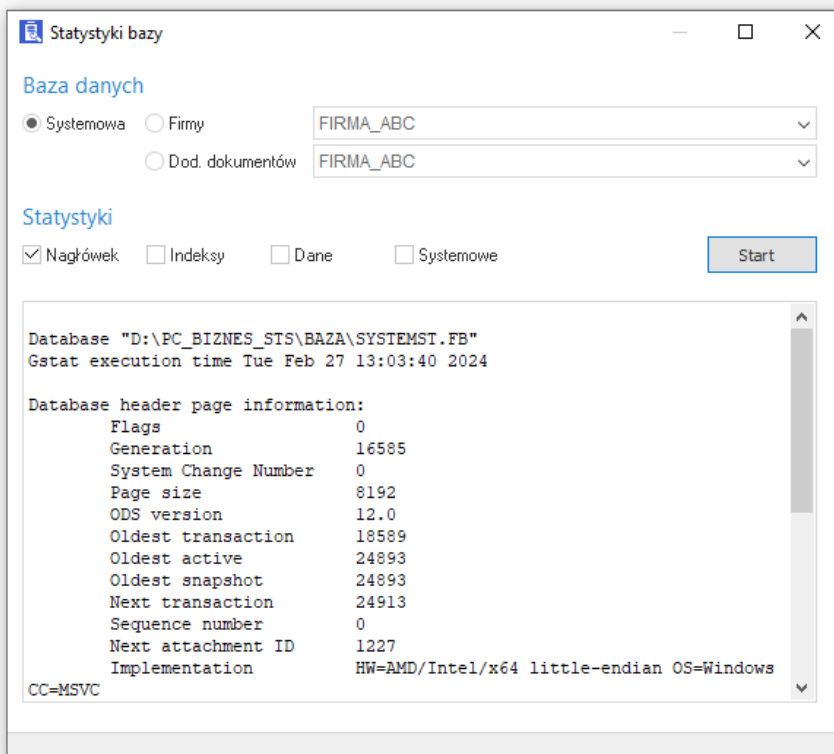 Statystyki bazy
Baza danych
Systemowa Firmy FIRMA_ABC
Dod. dokumentów FIRMA_ABC
Statystyki
Nagłówek Indeksy Dane Systemowe Start
Database "D:\PC_BIZNES_STS\BAZA\SYSTEMST.FB"
Gstat execution time Tue Feb 27 13:03:40 2024
Database header page information:
Flags 0
Generation 16585
System Change Number 0
Page size 8192
ODS version 12.0
Oldest transaction 18589
Oldest active 24893
Oldest snapshot 24893
Next transaction 24913
Sequence number 0
Next attachment ID 1227
Implementation HW=AMD/Intel/x64 little-endian OS=Windows
CC=MSVC